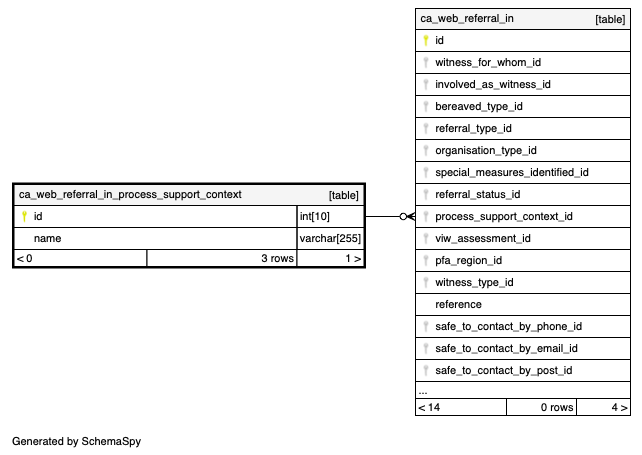 ca_web_referral_in [table]
id
witness_for_whom_id
involved_as_witness_id
bereaved_type_id
referral_type_id
organisation_type_id
special_measures_identified_id
referral_status_id
process_support_context_id
viw_assessment_id
pfa_region_id
witness_type_id
reference
safe_to_contact_by_phone_id
safe_to_contact_by_email_id
safe_to_contact_by_post_id
...
< 14 0 rows 4 >
ca_web_referral_in_process_support_context [table]
id int[10]
name varchar[255]
< 0 3 rows 1 >
Generated by SchemaSpy